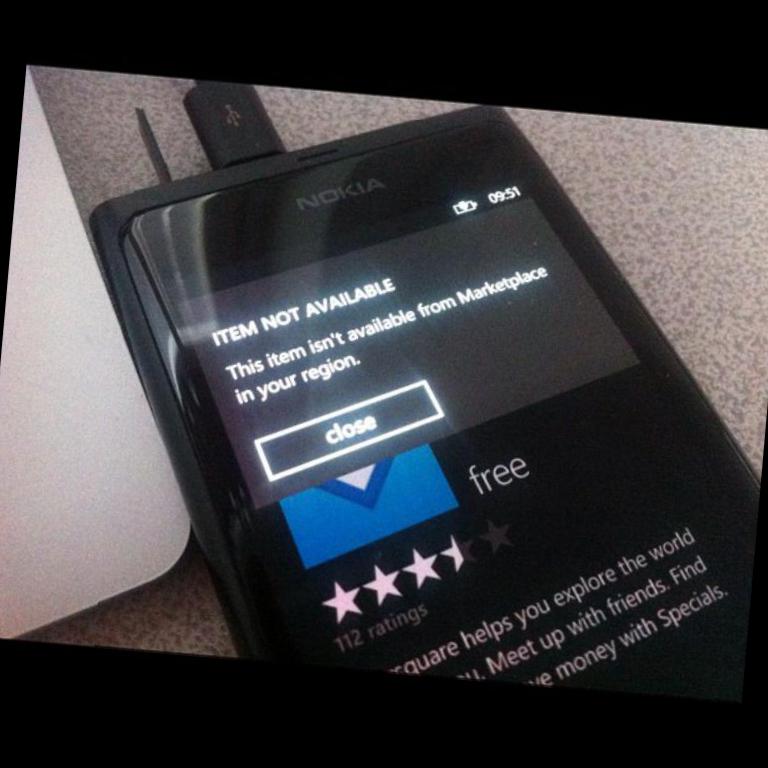 NOKIA
09:51
ITEM NOT AVAILABLE
This item isn't available from Marketplace
in your region.
close
free
112 ratings
square helps you explore the world
Meet up with friends. Find
money with Specials.